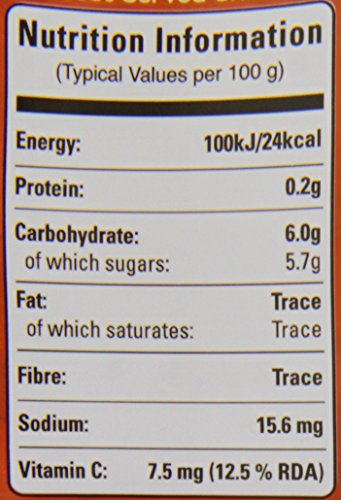 Nutrition Information
(Typical Values per 100 g)
Energy: 100kJ/24kcal
Protein: 0.2g
Carbohydrate: 6.0g
of which sugars: 5.7g
Fat: Trace
of which saturates: Trace
Fibre: Trace
Sodium: 15.6 mg
Vitamin C: 7.5 mg (12.5 % RDA)